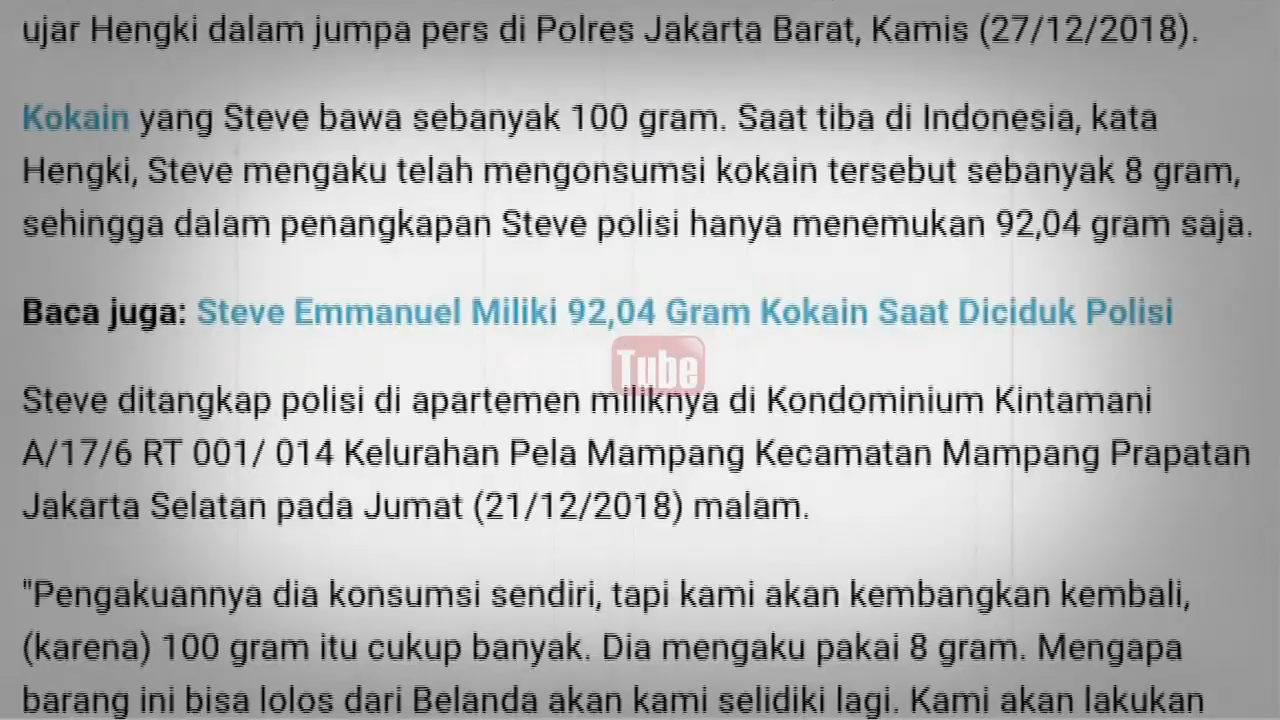 ujar Hengki dalam jumpa pers di Polres Jakarta Barat, Kamis (27/12/2018).
Kokain yang Steve bawa sebanyak 100 gram. Saat tiba di Indonesia, kata
Hengki, Steve mengaku telah mengonsumsi kokain tersebut sebanyak 8 gram,
sehingga dalam penangkapan Steve polisi hanya menemukan 92,04 gram saja.
Baca juga: Steve Emmanuel Miliki 92,04 Gram Kokain Saat Diciduk Polisi
Tube
Steve ditangkap polisi di apartemen miliknya di Kondominium Kintamani
A/17/6 RT 001/ 014 Kelurahan Pela Mampang Kecamatan Mampang Prapatan
Jakarta Selatan pada Jumat (21/12/2018) malam.
"Pengakuannya dia konsumsi sendiri, tapi kami akan kembangkan kembali,
(karena) 100 gram itu cukup banyak. Dia mengaku pakai 8 gram. Mengapa
barang ini bisa lolos dari Belanda akan kami selidiki lagi. Kami akan lakukan